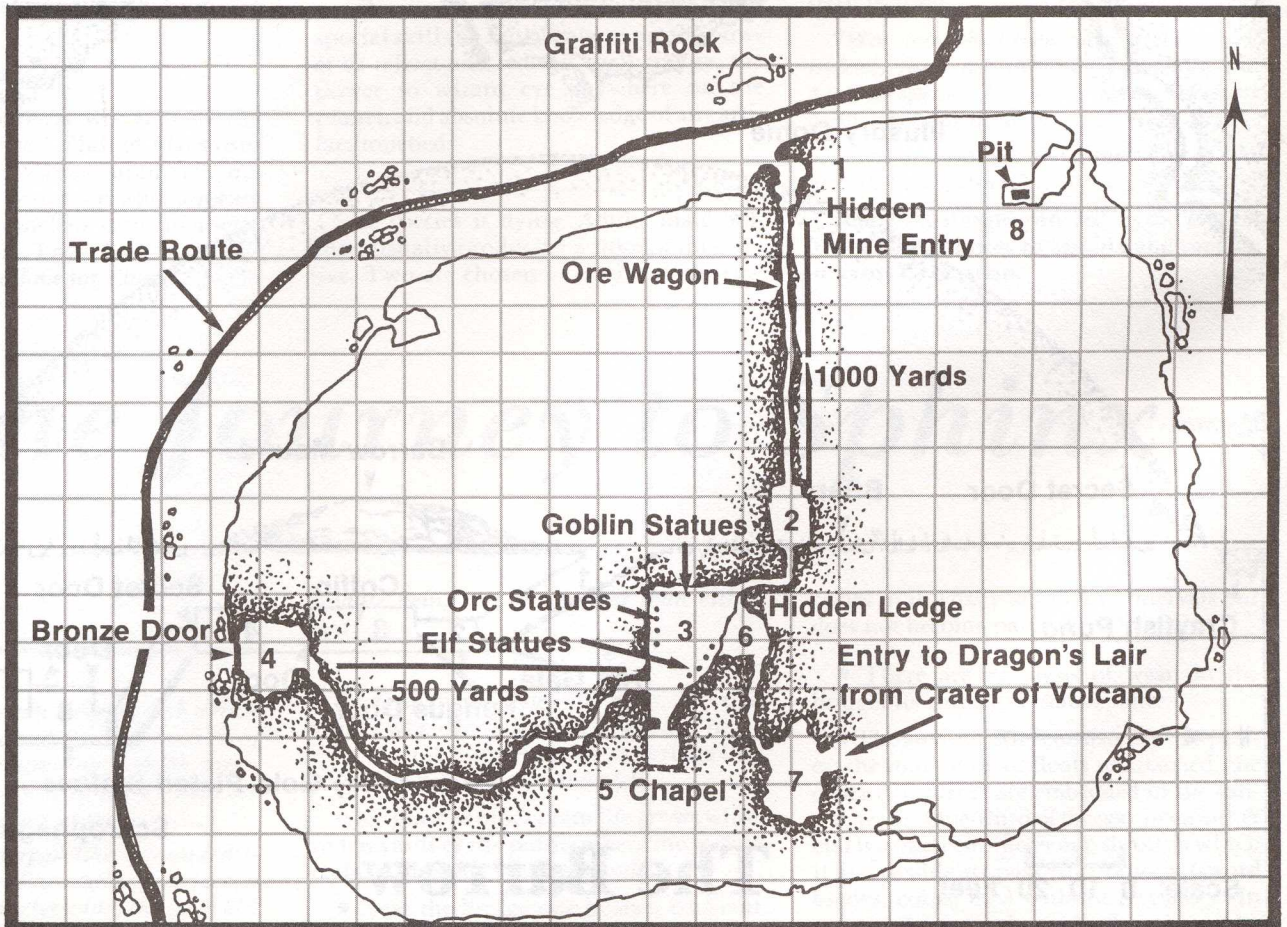 Graffiti Rock
N
Pit
1
8
Trade Route
Hidden
Mine Entry
Ore Wagon
1000 Yards
2
Goblin Statues
Orc Statues
3
Hidden Ledge
Elf Statues
6
Bronze Door
4
Entry to Dragon's Lair
from Crater of Volcano
500 Yards
5 Chapel
7